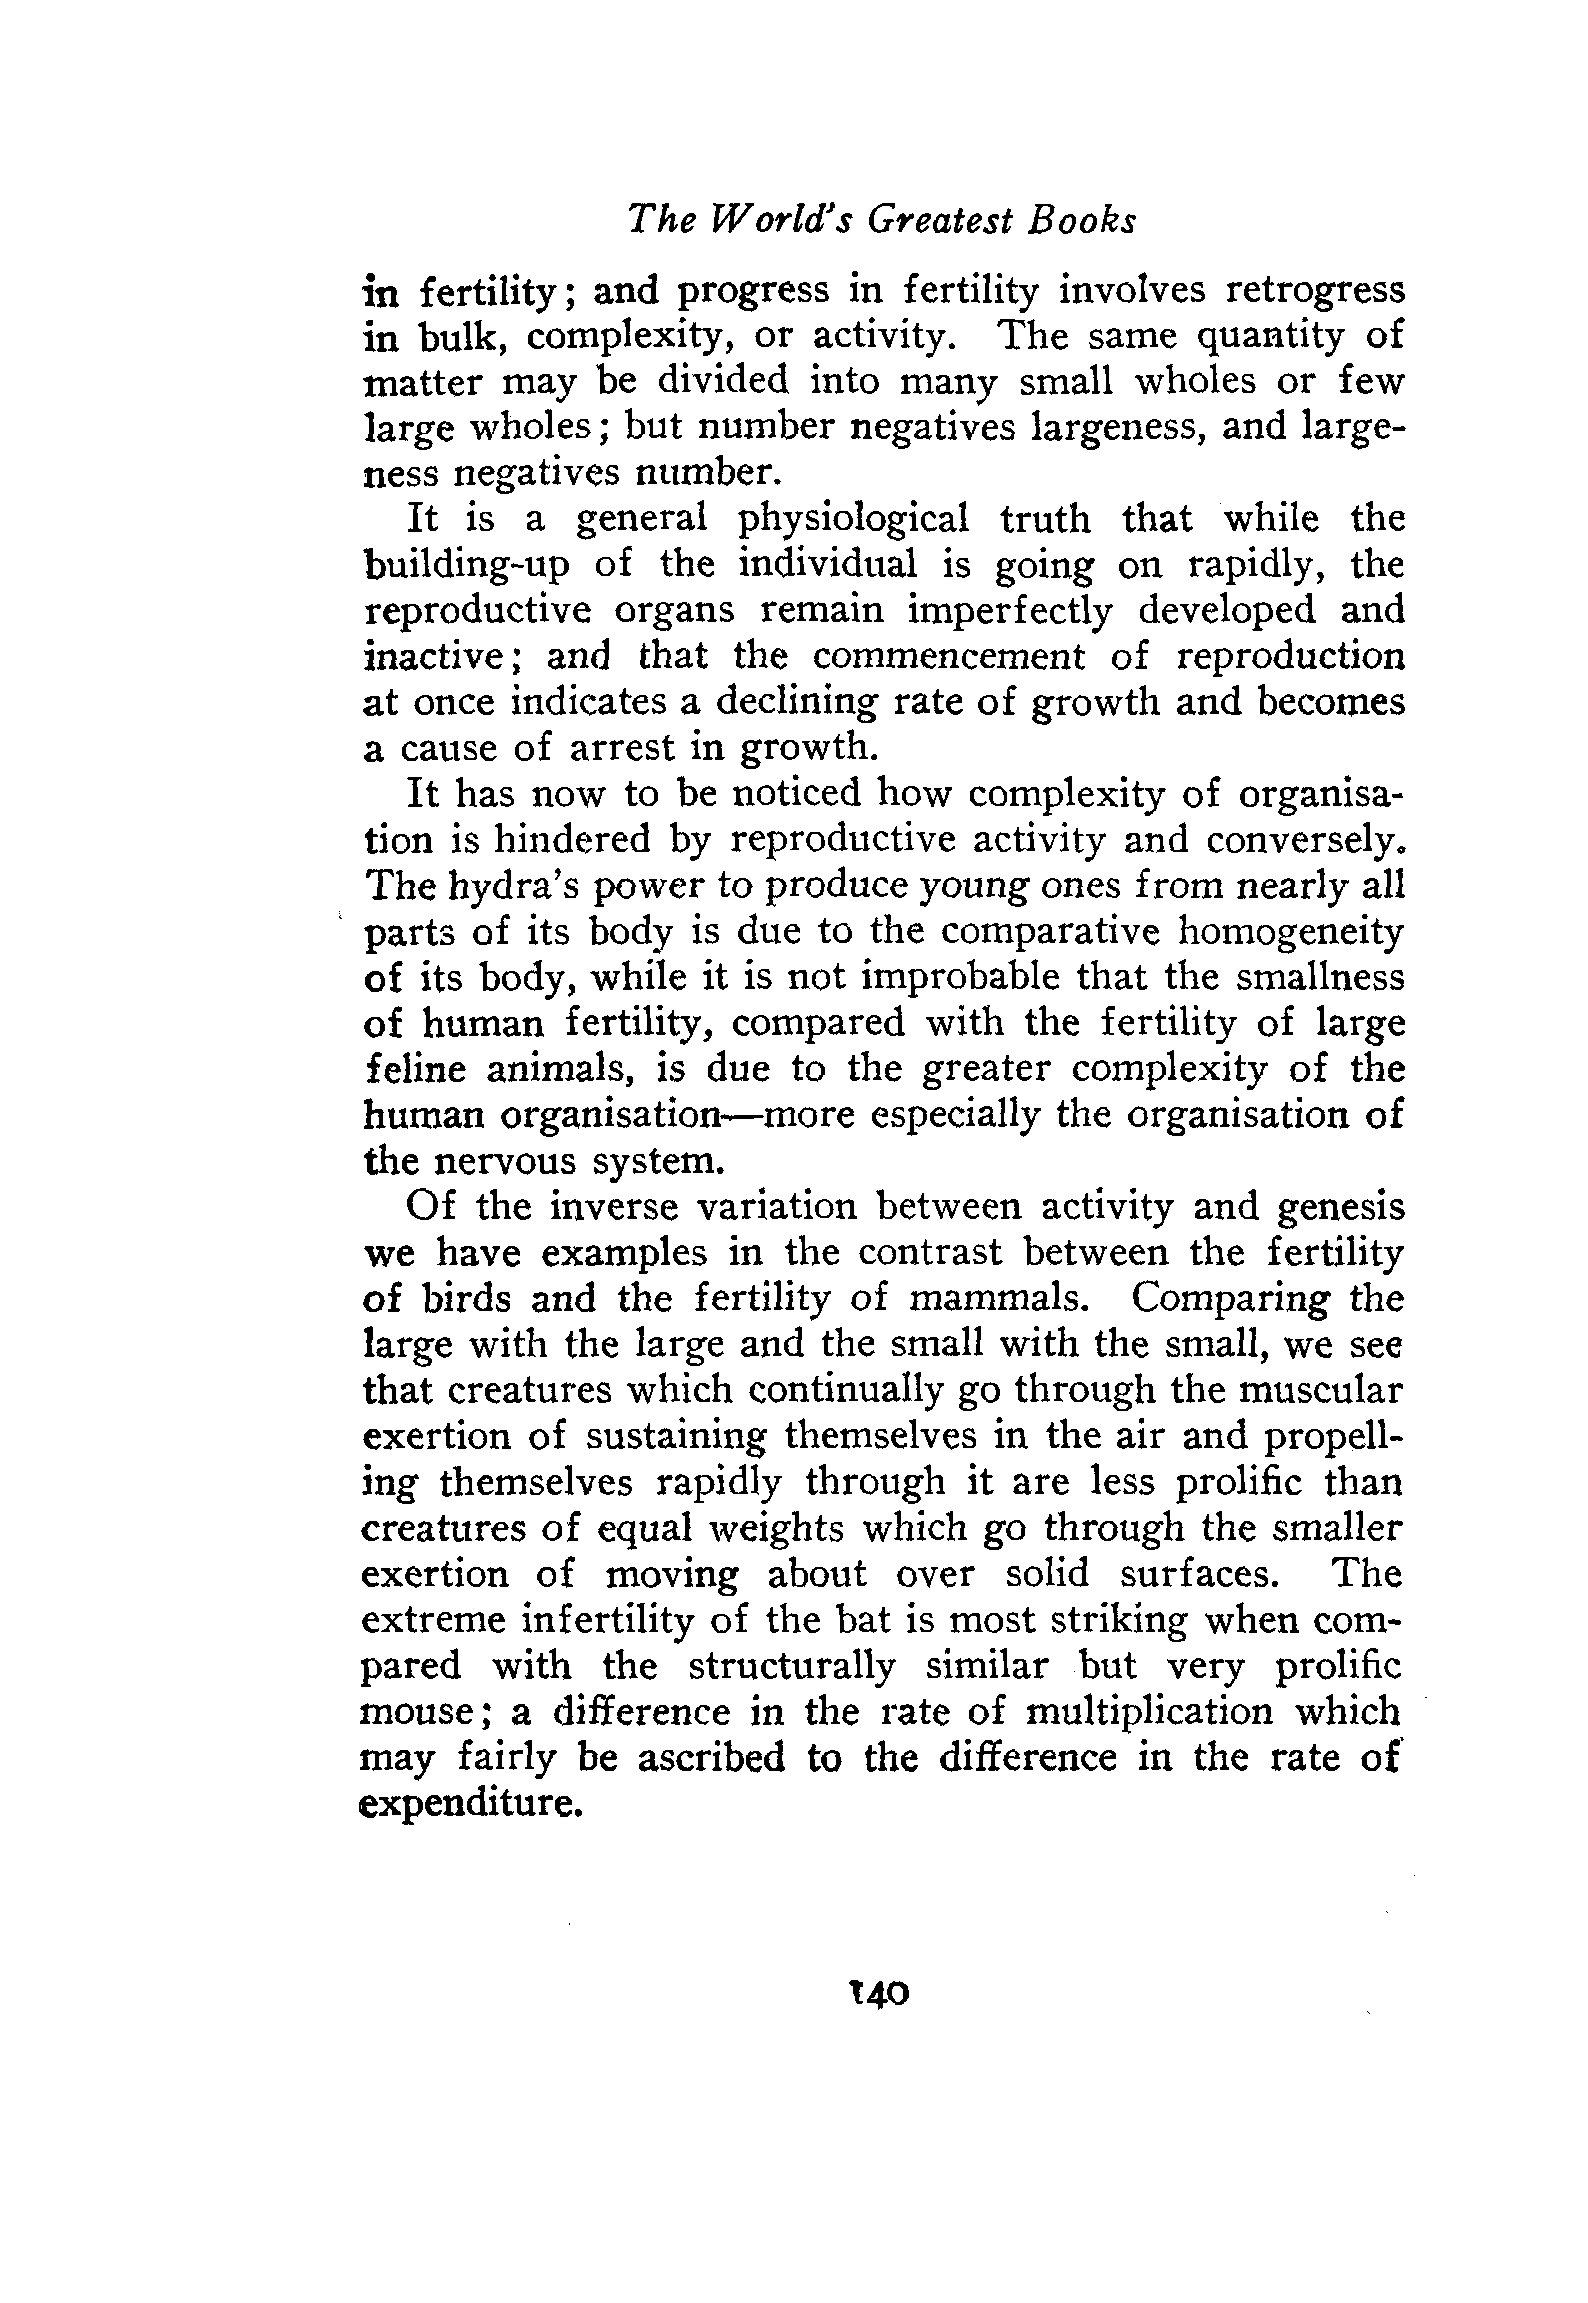 The World's Greatest Books
in fertility; and progress in fertility involves retrogress
in bulk, complexity, or activity. The same quantity of
matter may be divided into many small wholes or few
large wholes; but number negatives largeness, and large-
ness negatives number.
It is a general physiological truth that while the
building-up of the individual is going on rapidly, the
reproductive organs remain imperfectly developed and
inactive; and that the commencement of reproduction
at once indicates a declining rate of growth and becomes
a cause of arrest in growth.
It has now to be noticed how complexity of organisa-
tion is hindered by reproductive activity and conversely.
The hydra's power to produce young ones from nearly all
parts of its body is due to the comparative homogeneity
of its body, while it is not improbable that the smallness
of human fertility, compared with the fertility of large
feline animals, is due to the greater complexity of the
human organisation—more especially the organisation of
the nervous system.
Of the inverse variation between activity and genesis
we have examples in the contrast between the fertility
of birds and the fertility of mammals. Comparing the
large with the large and the small with the small, we see
that creatures which continually go through the muscular
exertion of sustaining themselves in the air and propell-
ing themselves rapidly through it are less prolific than
creatures of equal weights which go through the smaller
exertion of moving about over solid surfaces. The
extreme infertility of the bat is most striking when com-
pared with the structurally similar but very prolific
mouse; a difference in the rate of multiplication which
may fairly be ascribed to the difference in the rate of
expenditure.
140